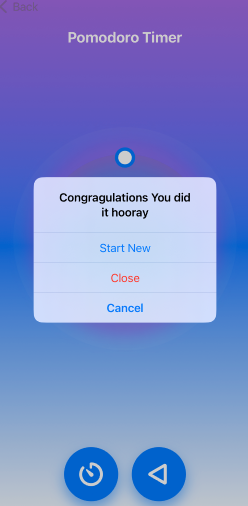 Back
Pomodoro Timer
Congragulations You did
it hooray
Start New
Close
Cancel